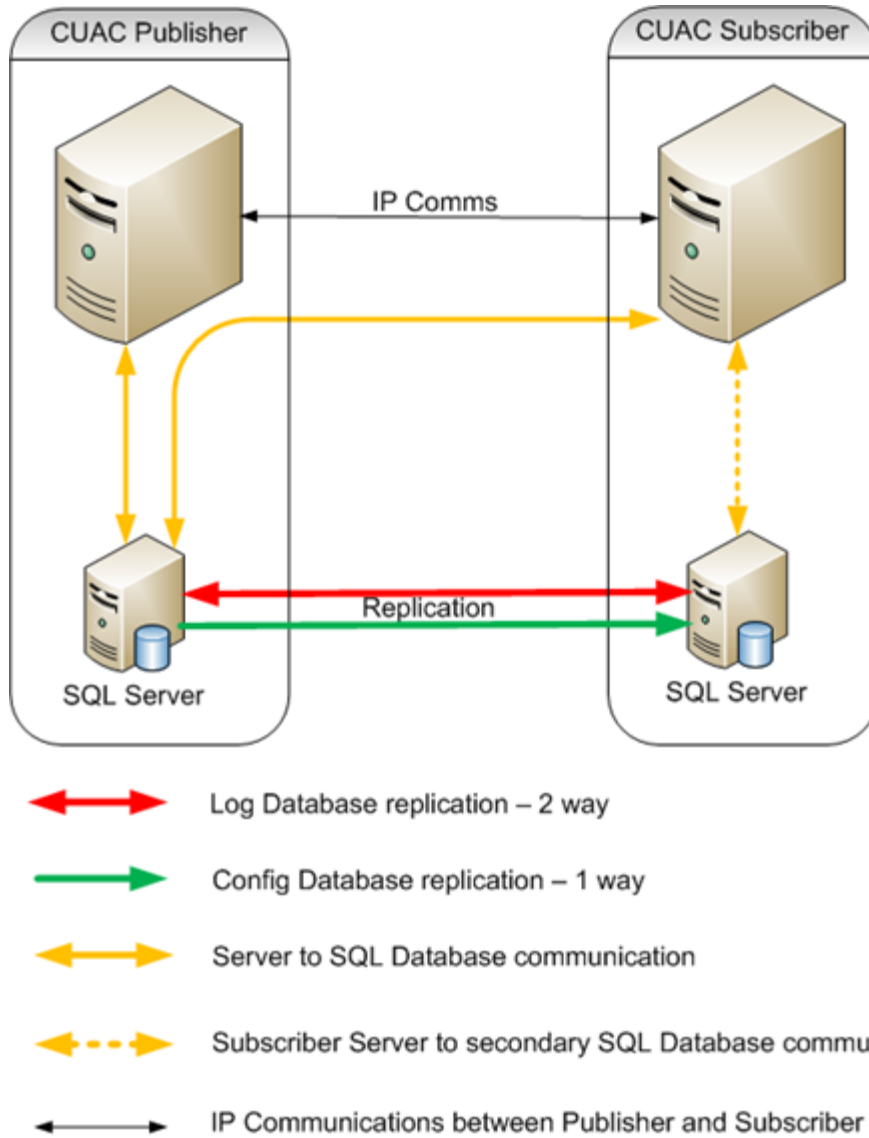 CUAC Publisher
CUAC Subscriber
IP Comms
Replication
SQL Server
SQL Server
Log Database replication – 2 way
Config Database replication – 1 way
Server to SQL Database communication
Subscriber Server to secondary SQL Database commu
IP Communications between Publisher and Subscriber